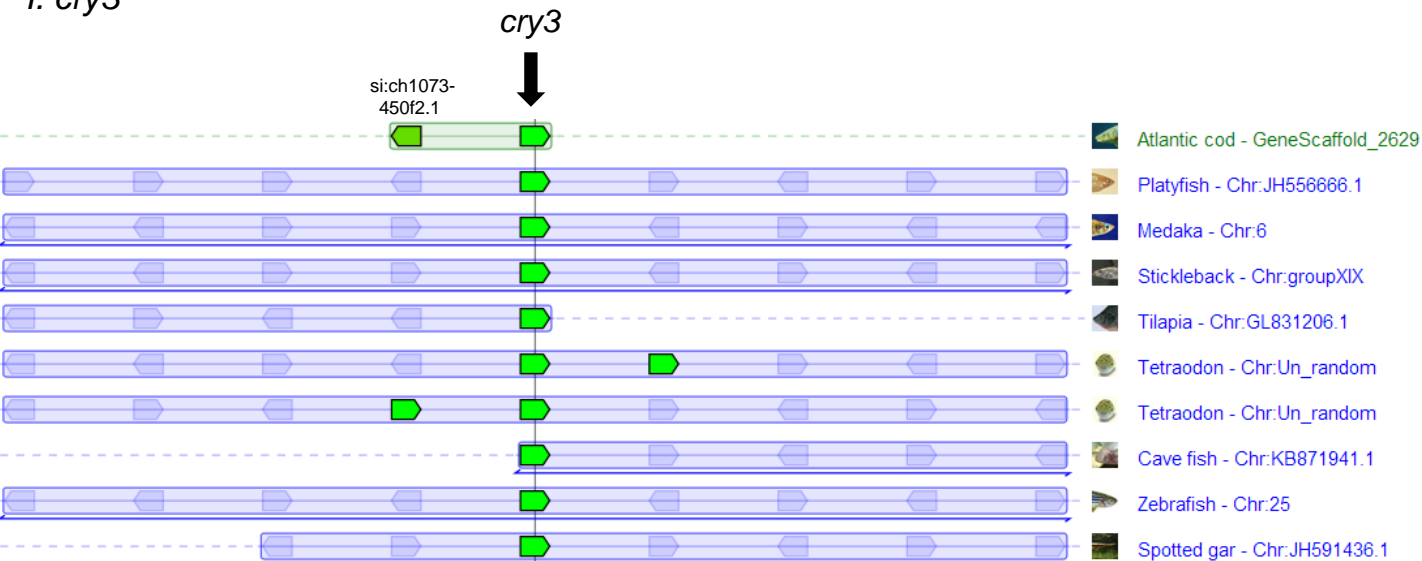 cry3
si:ch1073-
450f2.1
Atlantic cod - GeneScaffold_2629
Platyfish - Chr:JH556666.1
Medaka - Chr:6
Stickleback - Chr:groupXIX
Tilapia - Chr:GL831206.1
Tetraodon - Chr:Un_random
Tetraodon - Chr:Un_random
Cave fish - Chr:KB871941.1
Zebrafish - Chr:25
Spotted gar - Chr:JH591436.1